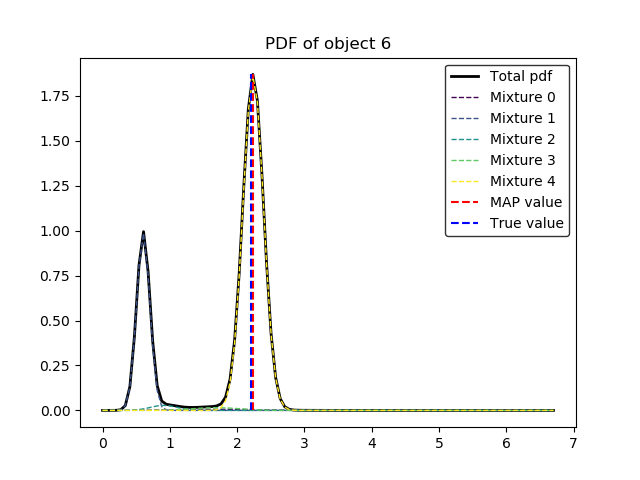 PDF of object 6
Total pdf
Mixture 0
Mixture 1
Mixture 2
Mixture 3
Mixture 4
MAP value
True value
1.75
1.50
1.25
1.00
0.75
0.50
0.25
0.00
0 1 2 3 4 5 6 7